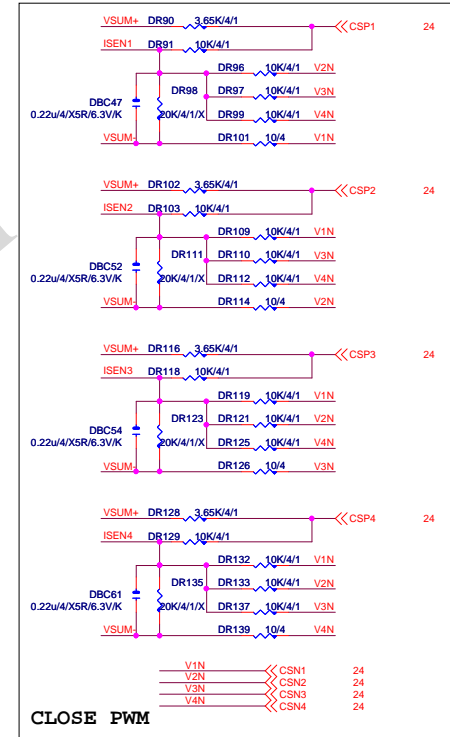 VSUM+ DR90 3.65K/4/1 CSP1 24
ISEN1 DR91 10K/4/1
DR96 10K/4/1 V2N
DR98 DR97 10K/4/1 V3N
DBC47
0.22u/4/X5R/6.3V/K 20K/4/1/X DR99 10K/4/1 V4N
VSUM- DR101 10/4 V1N
VSUM+ DR102 3.65K/4/1 CSP2 24
ISEN2 DR103 10K/4/1
DR109 10K/4/1 V1N
DR111 DR110 10K/4/1 V3N
DBC52
0.22u/4/X5R/6.3V/K 20K/4/1/X DR112 10K/4/1 V4N
VSUM- DR114 10/4 V2N
VSUM+ DR116 3.65K/4/1 CSP3 24
ISEN3 DR118 10K/4/1
DR119 10K/4/1 V1N
DR123 DR121 10K/4/1 V2N
DBC54
0.22u/4/X5R/6.3V/K 20K/4/1/X DR125 10K/4/1 V4N
VSUM- DR126 10/4 V3N
VSUM+ DR128 3.65K/4/1 CSP4 24
ISEN4 DR129 10K/4/1
DR132 10K/4/1 V1N
DR135 DR133 10K/4/1 V2N
DBC61
0.22u/4/X5R/6.3V/K 20K/4/1/X DR137 10K/4/1 V3N
VSUM- DR139 10/4 V4N
V1N CSN1 24
V2N CSN2 24
V3N CSN3 24
V4N CSN4 24
CLOSE PWM